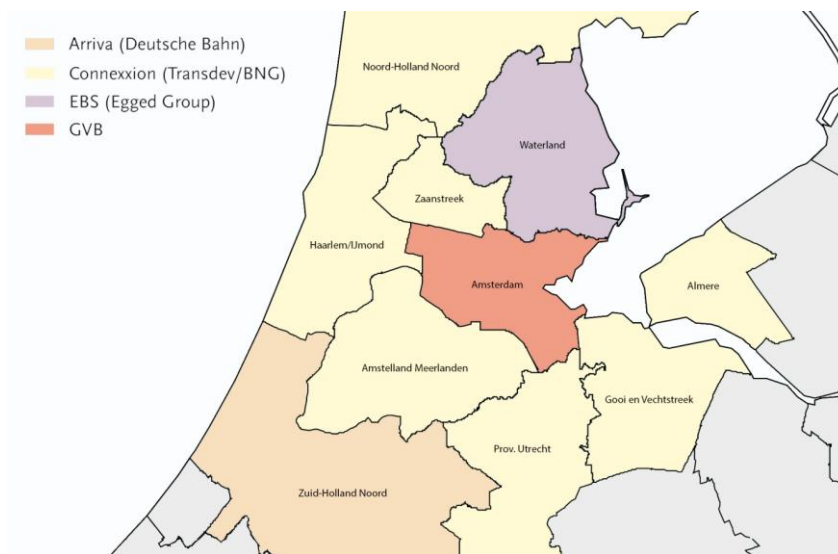 Arriva (Deutsche Bahn)
Connexxion (Transdev/BNG)
EBS (Egged Group)
GVB
Noord-Holland Noord
Waterland
Zaanstreek
Haarlem/IJmond
Amsterdam
Almere
Amstelland Meerlanden
Gooi en Vechtstreek
Prov. Utrecht
Zuid-Holland Noord